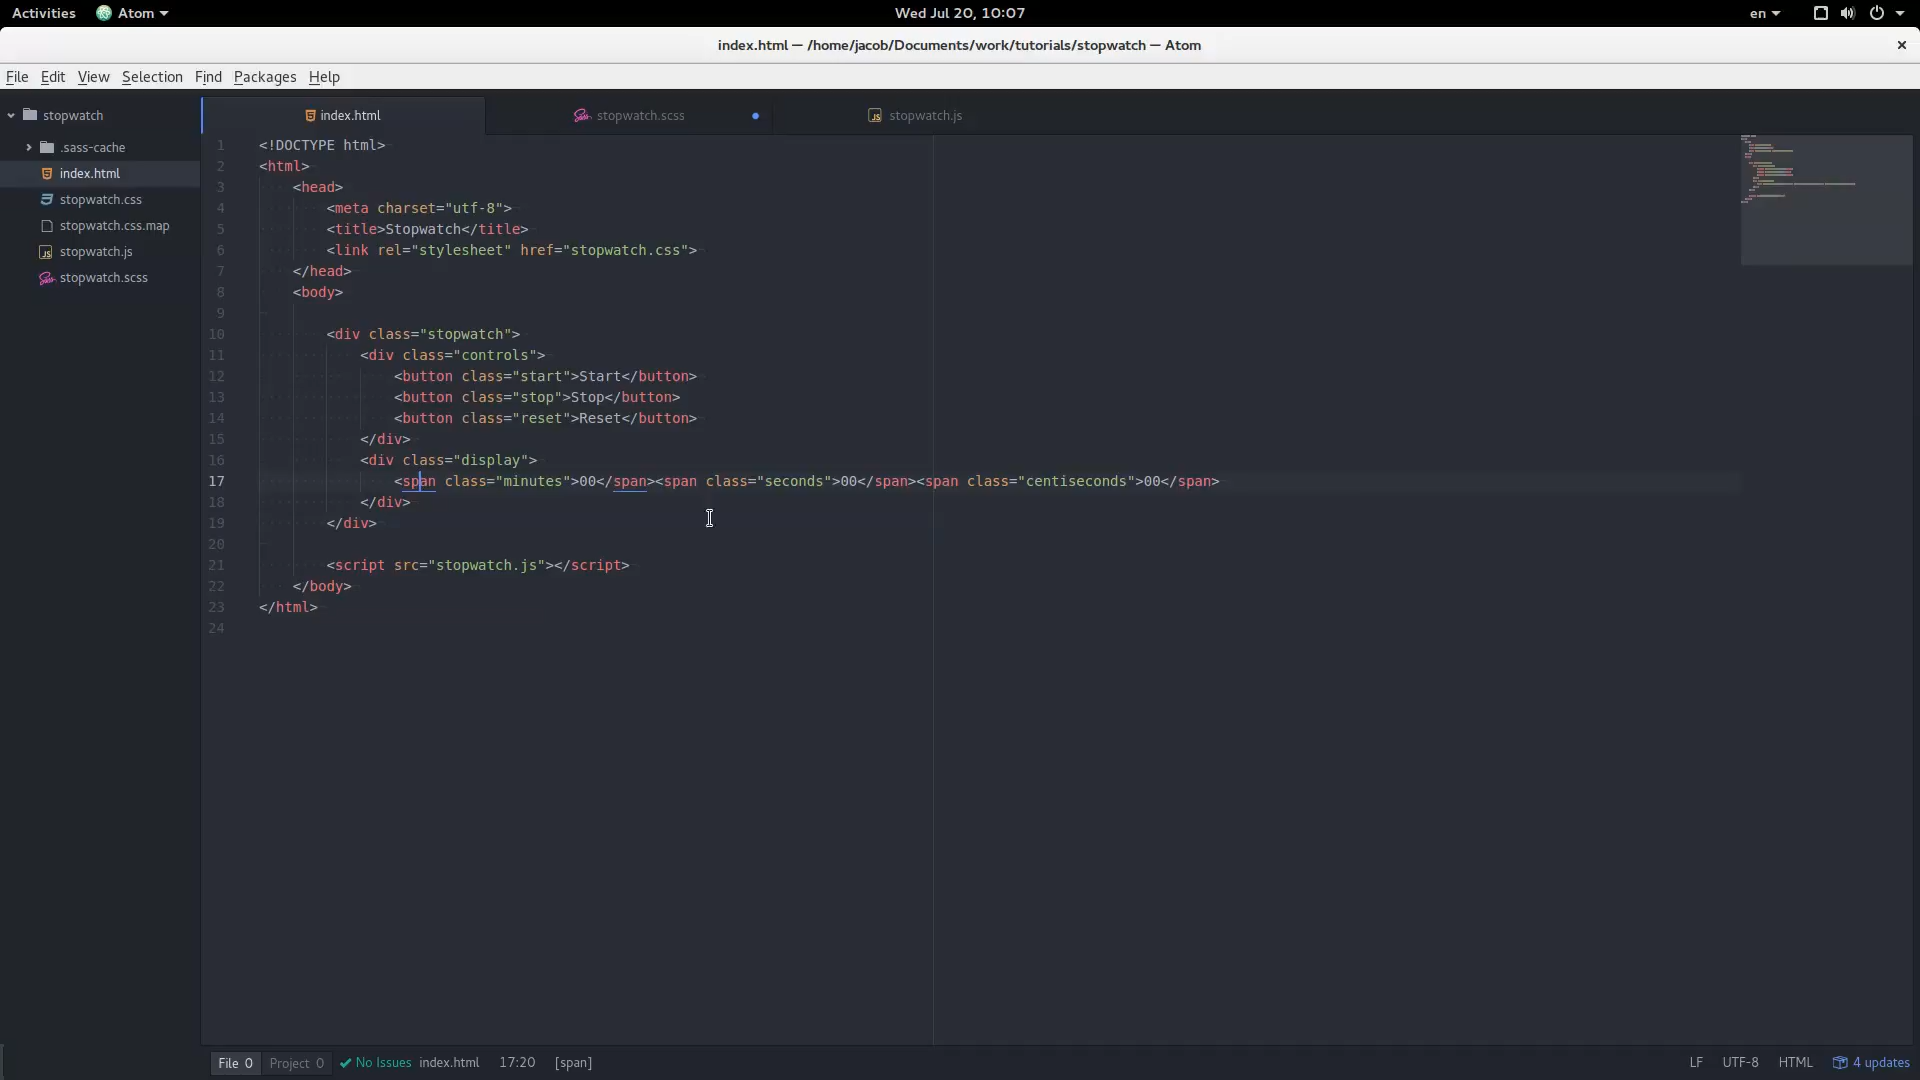 Activities Atom Wed Jul 20, 10:07 en
index.html — /home/jacob/Documents/work/tutorials/stopwatch — Atom
File Edit View Selection Find Packages Help
stopwatch
.sass-cache
index.html
stopwatch.css
stopwatch.css.map
stopwatch.js
stopwatch.scss
index.html stopwatch.scss stopwatch.js
1 <!DOCTYPE html>
2 <html>
3 <head>
4 <meta charset="utf-8">
5 <title>Stopwatch</title>
6 <link rel="stylesheet" href="stopwatch.css">
7 </head>
8 <body>
9
10 <div class="stopwatch">
11 <div class="controls">
12 <button class="start">Start</button>
13 <button class="stop">Stop</button>
14 <button class="reset">Reset</button>
15 </div>
16 <div class="display">
17 <span class="minutes">00</span><span class="seconds">00</span><span class="centiseconds">00</span>
18 </div>
19 </div>
20
21 <script src="stopwatch.js"></script>
22 </body>
23 </html>
24
File 0 Project 0 No Issues index.html 17:20 [span] LF UTF-8 HTML 4 updates